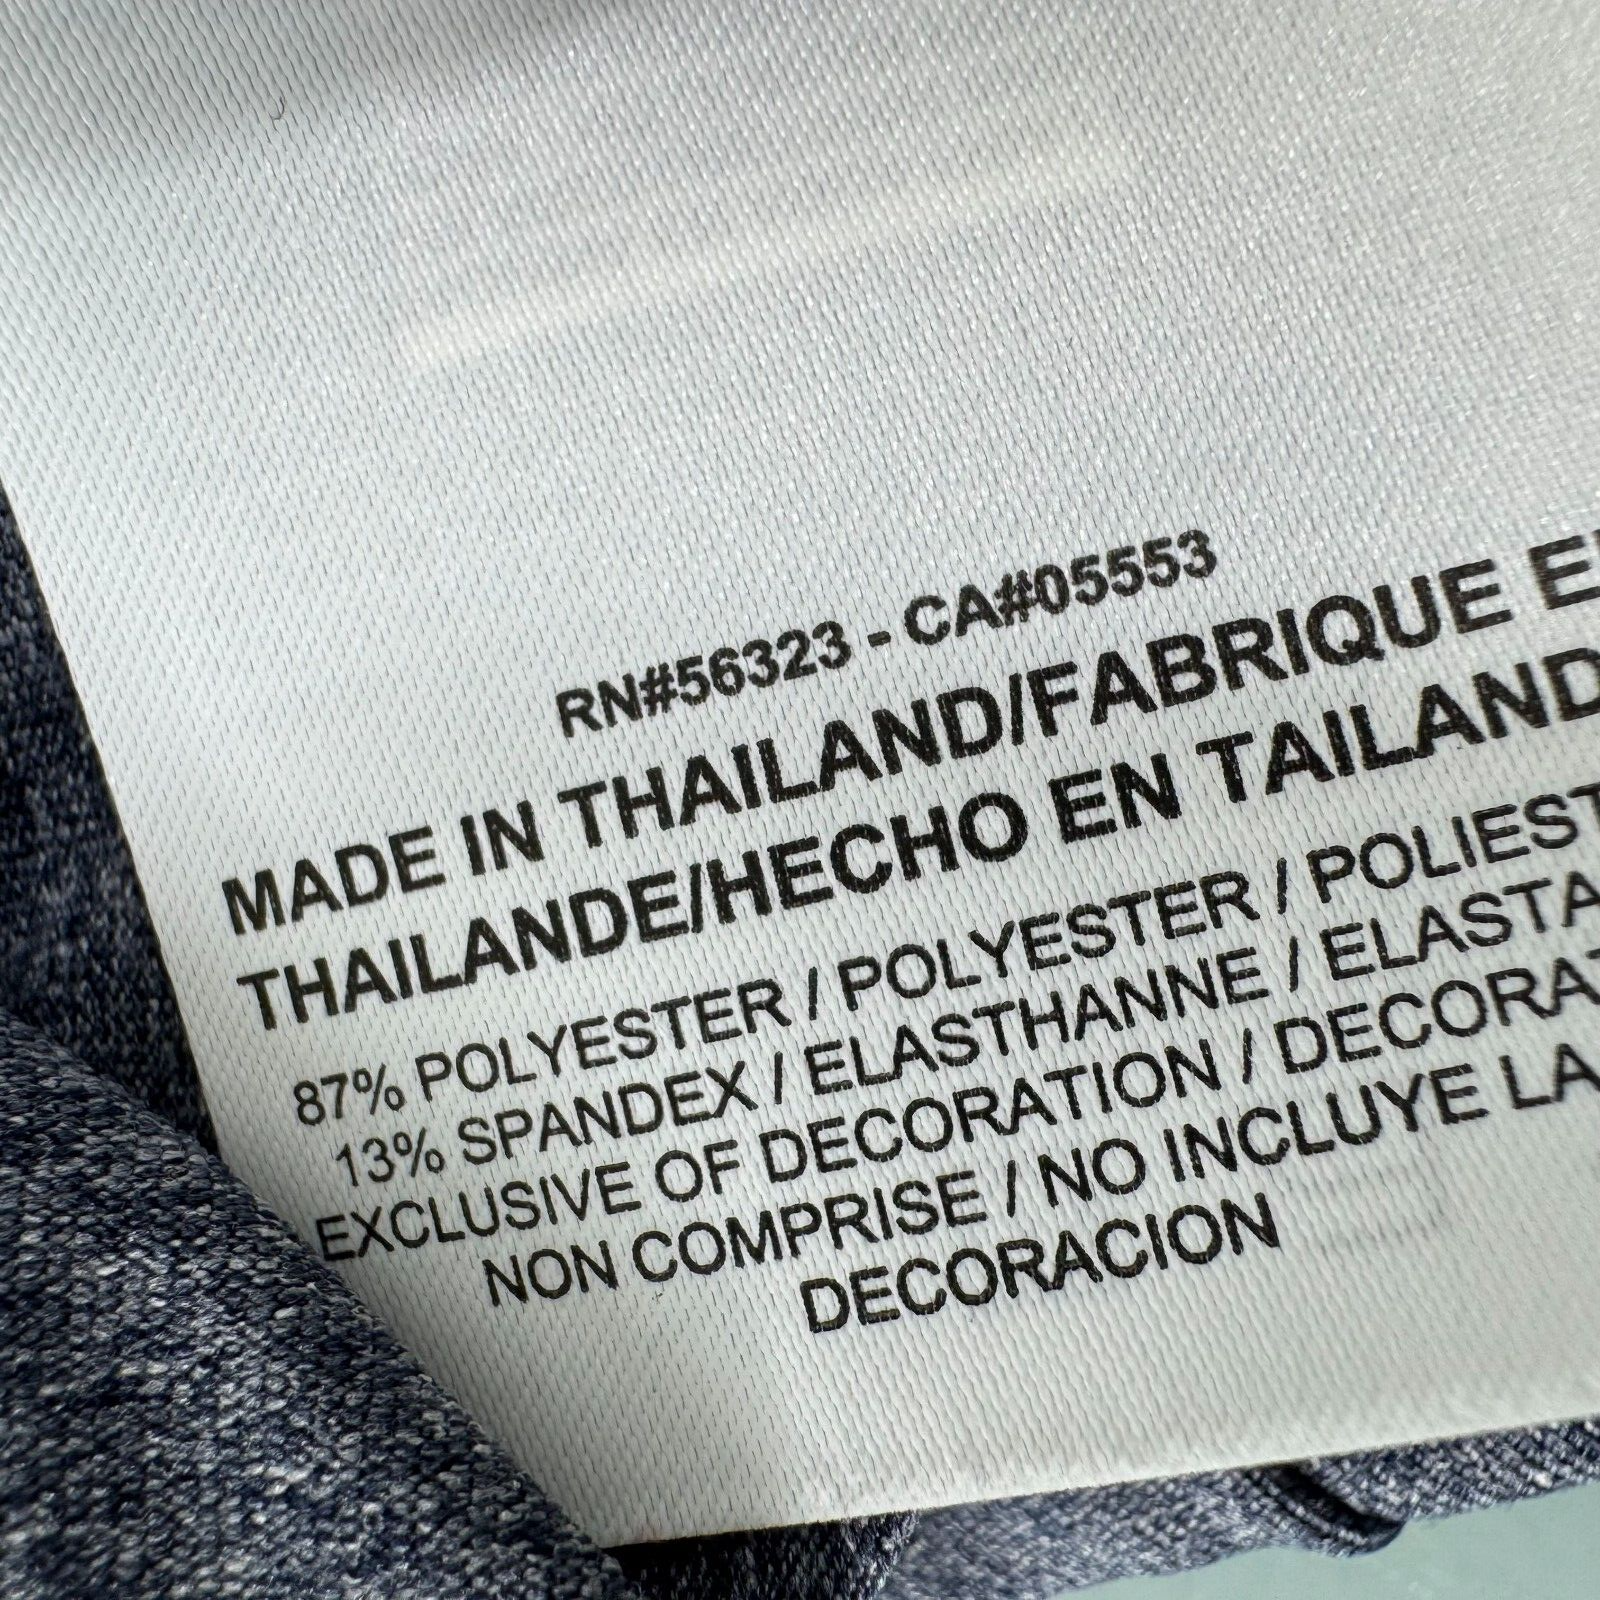 RN#56323 - CA#05553
MADE IN THAILAND/FABRIQUE
THAILANDE/HECHO EN TAILAND
87% POLYESTER / POLYESTER / POLIEST
13% SPANDEX / ELASTHANNE / ELASTA
EXCLUSIVE OF DECORATION / DECORAT
NON COMPRISE / NO INCLUYE LA
DECORACION